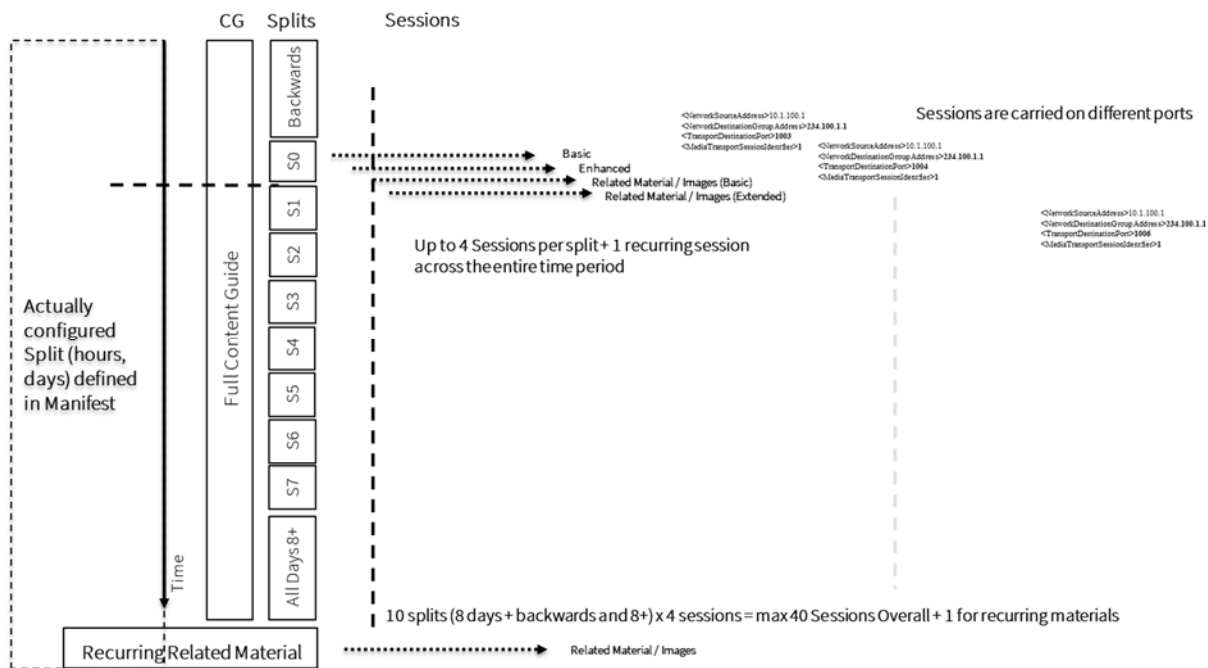 CG Splits Sessions
Backwards
S0
S1
S2
S3
S4
S5
S6
S7
All Days 8+
Full Content Guide
Time
Actually
configured
Split (hours,
days) defined
in Manifest
Basic
Enhanced
Related Material / Images (Basic)
Related Material / Images (Extended)
<NetworkSourceAddress>10.1.100.1
<NetworkDestinationGroupAddress>234.100.1.1
<TransportDestinationPort>1003
<MediaTransportSessionIdentifier>1
Sessions are carried on different ports
<NetworkSourceAddress>10.1.100.1
<NetworkDestinationGroupAddress>234.100.1.1
<TransportDestinationPort>1004
<MediaTransportSessionIdentifier>1
<NetworkSourceAddress>10.1.100.1
<NetworkDestinationGroupAddress>234.100.1.1
<TransportDestinationPort>1006
<MediaTransportSessionIdentifier>1
Up to 4 Sessions per split + 1 recurring session
across the entire time period
10 splits (8 days + backwards and 8+) x 4 sessions = max 40 Sessions Overall + 1 for recurring materials
Recurring Related Material
Related Material / Images